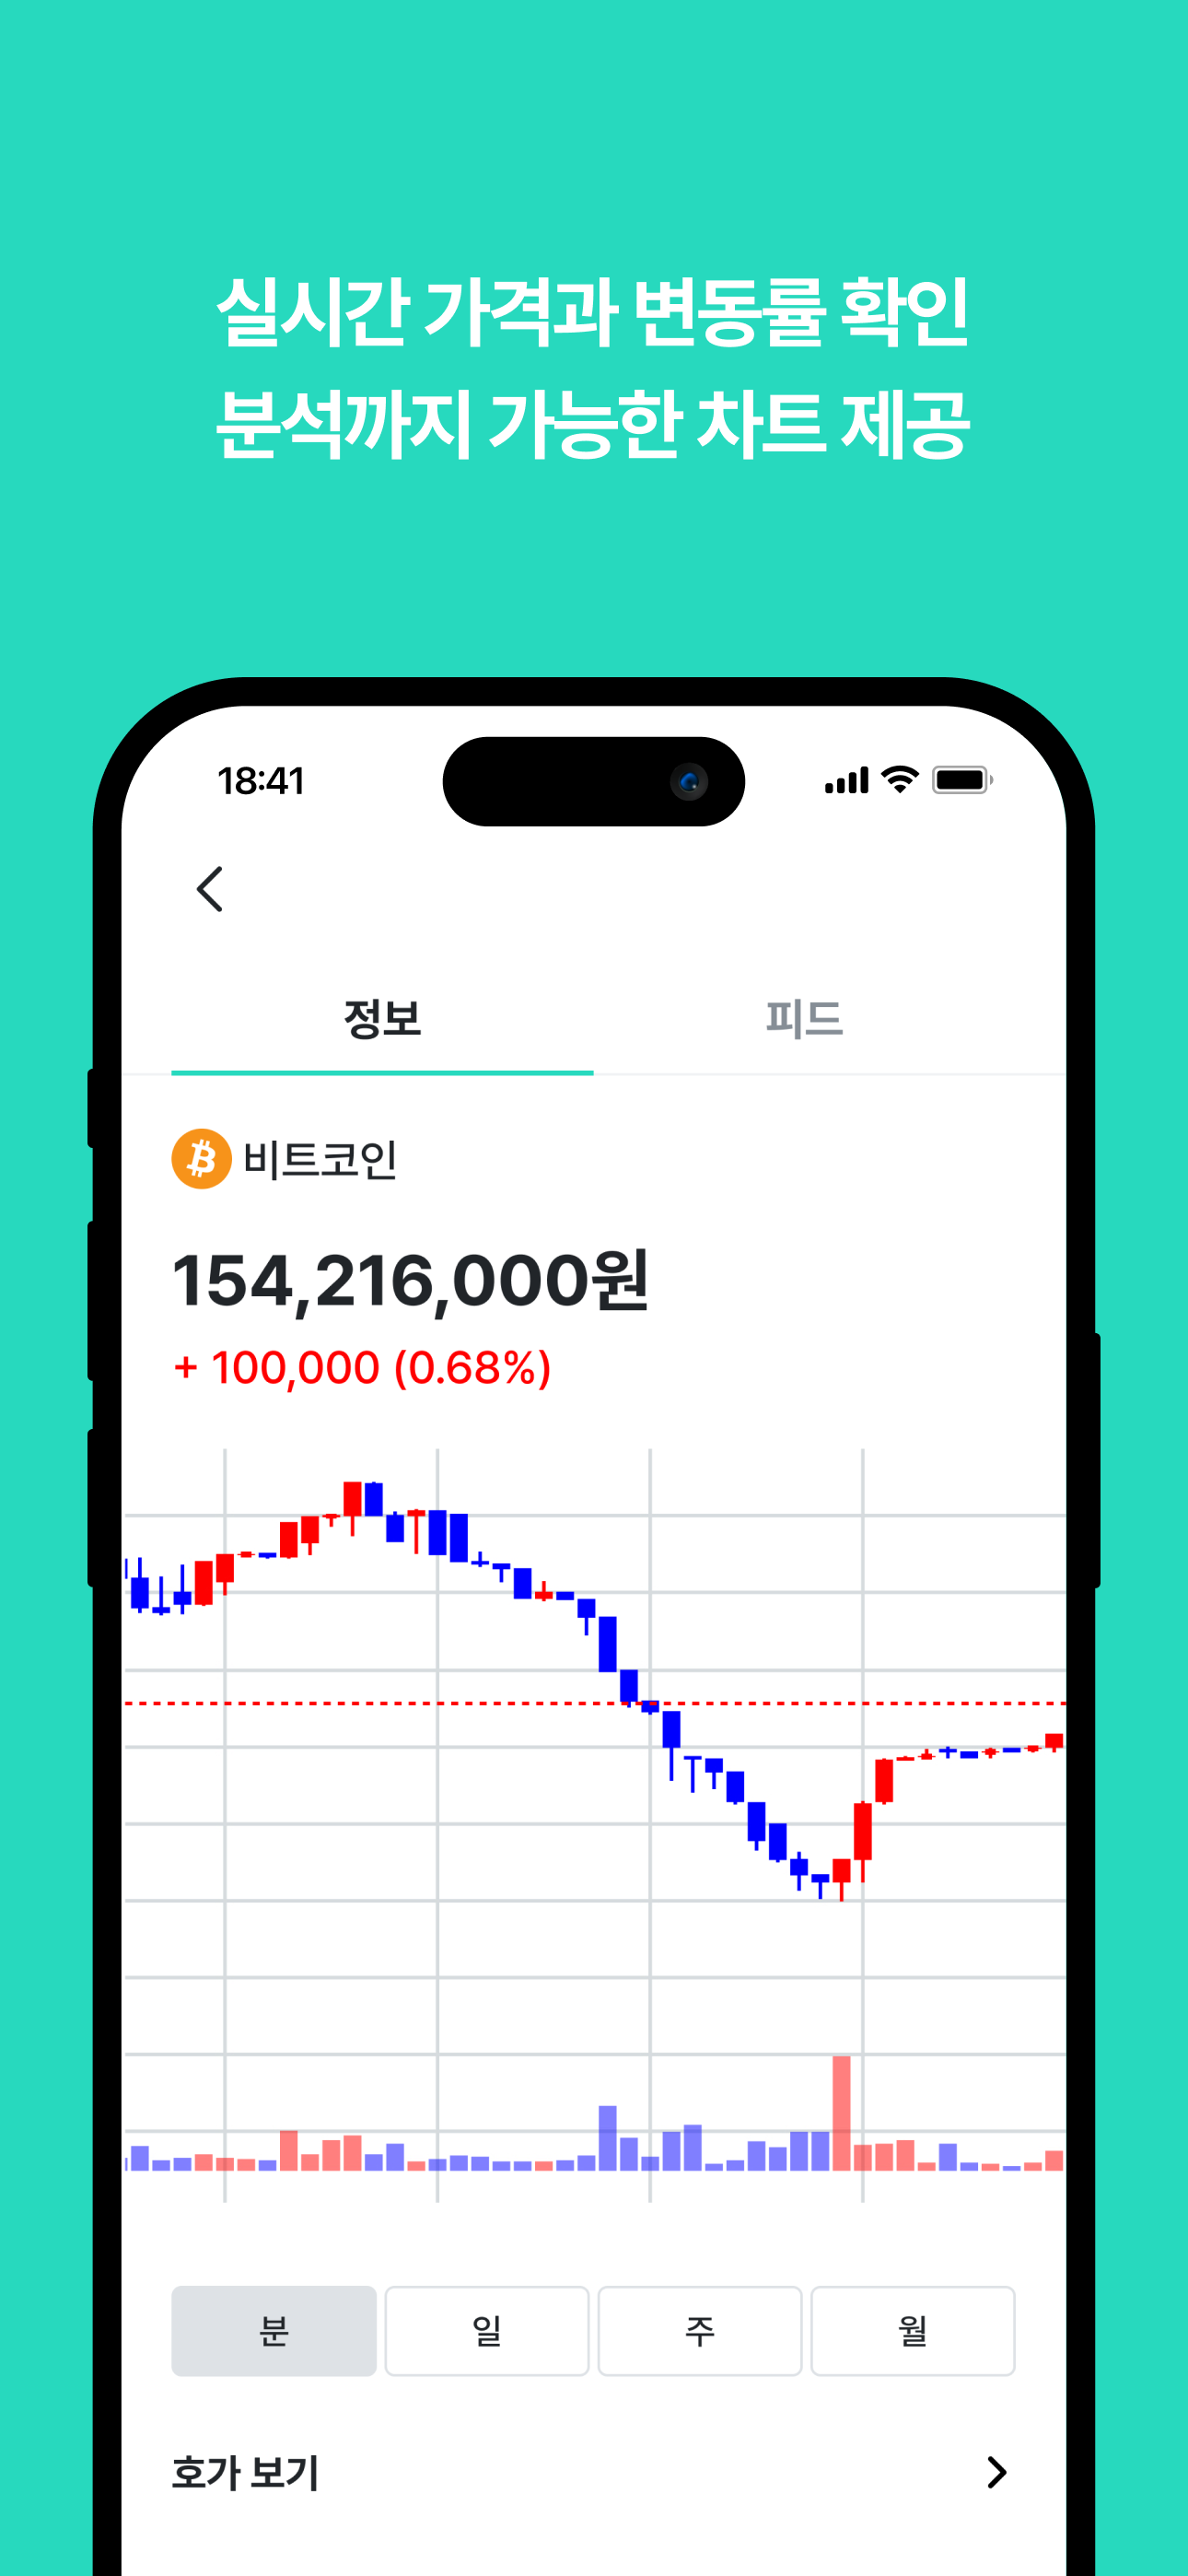 실시간 가격과 변동률 확인
분석까지 가능한 차트 제공
18:41
정보 피드
비트코인
154,216,000원
+ 100,000 (0.68%)
분 일 주 월
호가 보기